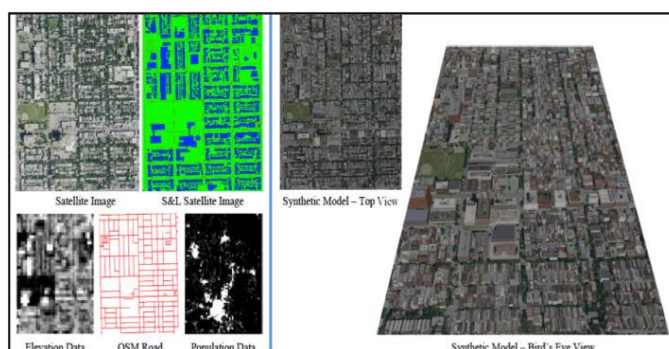 Satellite Image
S&L Satellite Image
Synthetic Model – Top View
Elevation Data
OSM Road
Population Data
Synthetic Model – Bird's Eye View